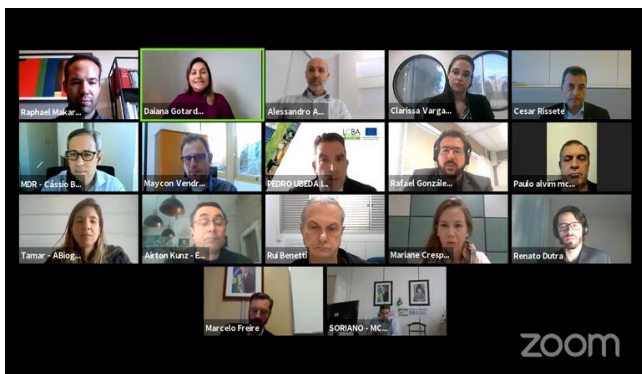 Raphael Makar...
Daiana Gotard...
Alessandro A...
Clarissa Varga...
Cesar Rissete
MDR - Cássio B...
Maycon Vendr...
PEDRO UBEDA I...
Rafael Gonzále...
Paulo alvim mc...
Tamar - ABiog...
Airton Kunz - E...
Rui Benetti
Mariane Cresp...
Renato Dutra
Marcelo Freire
SORIANO - MC...
zoom